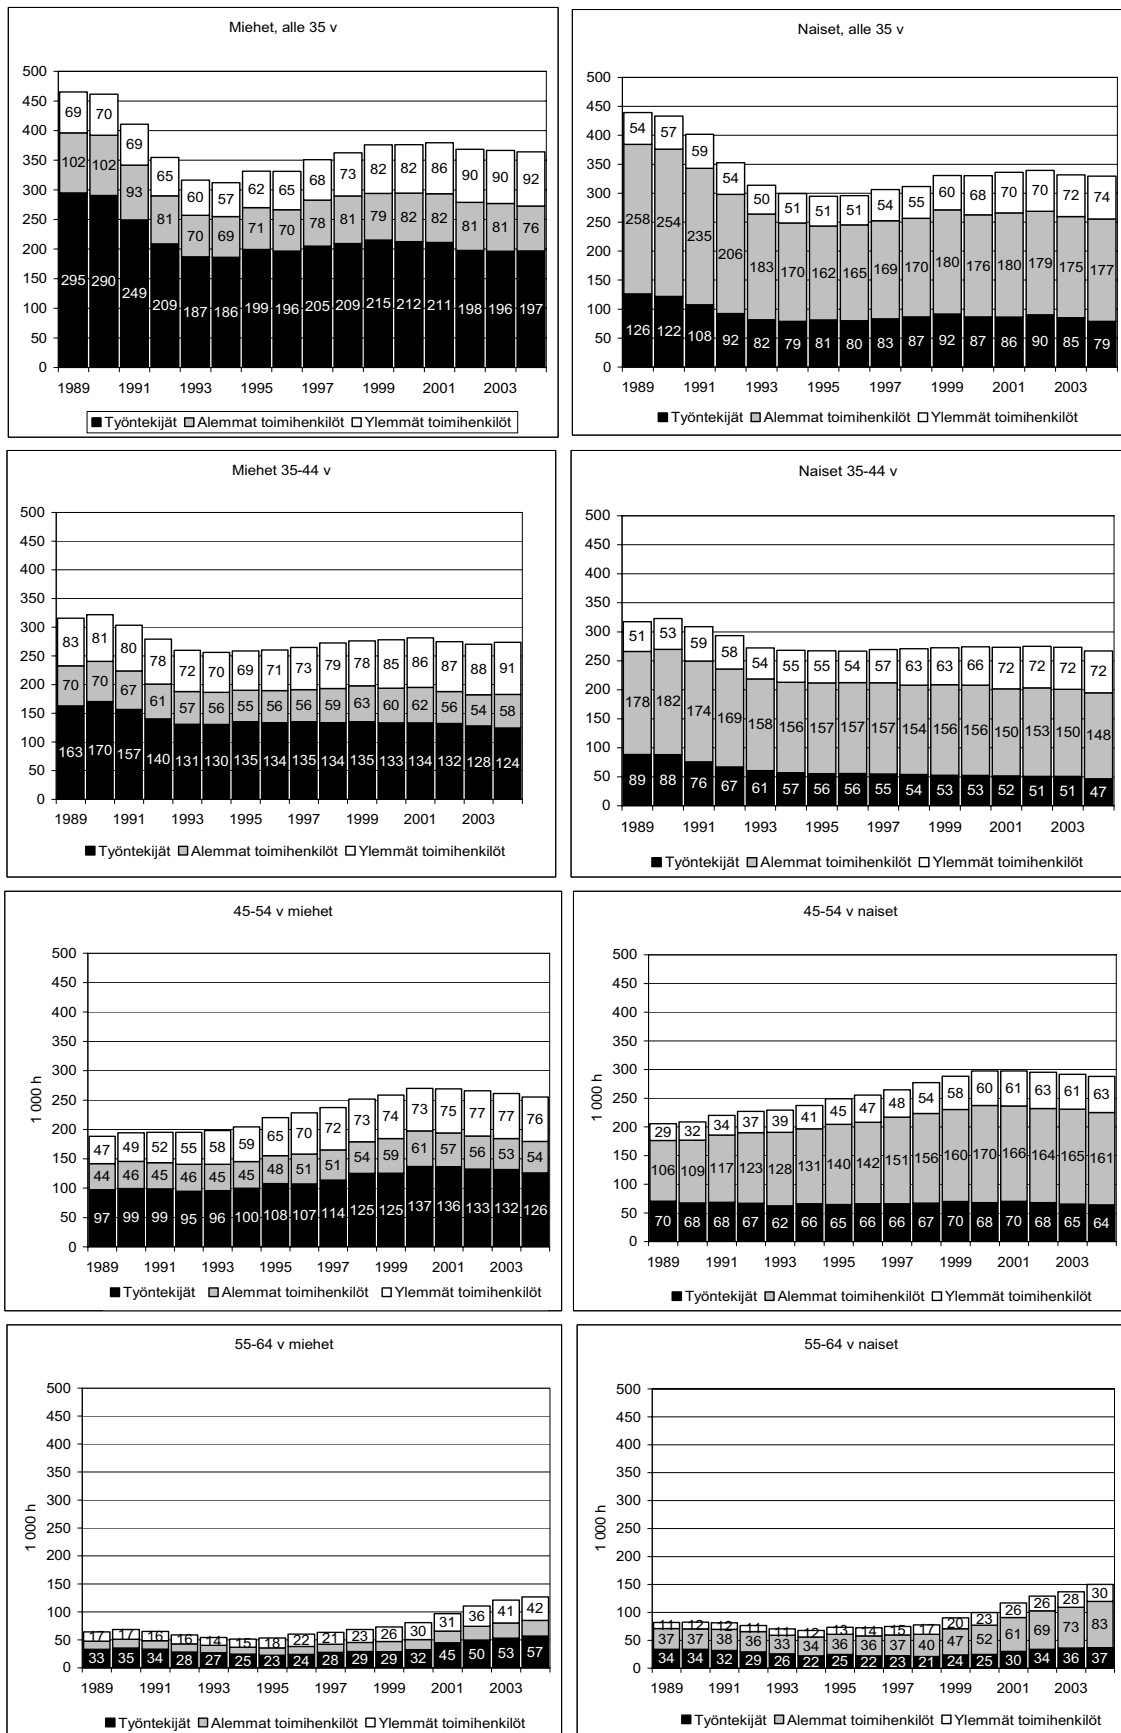 Miehet, alle 35 v
500
450
400
350
300
250
200
150
100
50
0
69 70 69 65 60 57 62 65 68 73 82 82 86 90 90 92
102 102 93 81 70 69 71 70 78 81 79 82 82 81 81 76
295 290 249 209 187 186 199 196 205 209 215 212 211 198 196 197
1989 1991 1993 1995 1997 1999 2001 2003
Työntekijät Alemmat toimihenkilöt Ylemmät toimihenkilöt
Naiset, alle 35 v
500
450
400
350
300
250
200
150
100
50
0
54 57 59 54 50 51 51 51 54 55 60 68 70 70 72 74
258 254 235 206 183 170 162 165 169 170 180 176 180 179 175 177
126 122 108 92 82 79 81 80 83 87 92 87 86 90 85 79
1989 1991 1993 1995 1997 1999 2001 2003
Työntekijät Alemmat toimihenkilöt Ylemmät toimihenkilöt
Miehet 35-44 v
500
450
400
350
300
250
200
150
100
50
0
83 81 80 78 72 70 69 71 73 79 78 85 86 87 88 91
70 70 67 61 57 56 55 56 56 59 63 60 62 56 54 58
163 170 157 140 131 130 135 134 135 134 135 133 134 132 128 124
1989 1991 1993 1995 1997 1999 2001 2003
Työntekijät Alemmat toimihenkilöt Ylemmät toimihenkilöt
Naiset 35-44 v
500
450
400
350
300
250
200
150
100
50
0
51 53 59 58 54 55 55 54 57 63 63 66 72 72 72 72
178 182 174 169 158 156 157 157 157 154 156 156 150 153 150 148
89 88 76 67 61 57 56 56 55 54 53 53 52 51 51 47
1989 1991 1993 1995 1997 1999 2001 2003
Työntekijät Alemmat toimihenkilöt Ylemmät toimihenkilöt
45-54 v miehet
1 000 h
500
450
400
350
300
250
200
150
100
50
0
47 49 52 55 58 59 65 70 72 73 74 73 75 77 77 76
44 46 45 46 45 45 48 51 51 54 59 61 57 56 53 54
97 99 99 95 96 100 108 107 114 125 125 137 136 133 132 126
1989 1991 1993 1995 1997 1999 2001 2003
Työntekijät Alemmat toimihenkilöt Ylemmät toimihenkilöt
45-54 v naiset
1 000 h
500
450
400
350
300
250
200
150
100
50
0
29 32 34 37 39 41 45 47 48 54 58 60 61 63 61 63
106 109 117 123 128 131 140 142 151 156 160 170 166 164 165 161
70 68 68 67 62 66 65 66 66 67 70 68 70 68 65 64
1989 1991 1993 1995 1997 1999 2001 2003
Työntekijät Alemmat toimihenkilöt Ylemmät toimihenkilöt
55-64 v miehet
1 000 h
500
450
400
350
300
250
200
150
100
50
0
17 17 16 16 14 15 18 22 21 23 26 30 31 36 41 42
33 35 34 28 27 25 23 24 28 29 29 32 45 50 53 57
1989 1991 1993 1995 1997 1999 2001 2003
Työntekijät Alemmat toimihenkilöt Ylemmät toimihenkilöt
55-64 v naiset
1 000 h
500
450
400
350
300
250
200
150
100
50
0
11 12 12 11 11 12 13 14 15 17 20 23 26 26 28 30
37 37 38 36 33 34 36 36 37 40 47 52 61 69 73 83
34 34 32 29 26 22 25 22 23 21 24 25 30 34 36 37
1989 1991 1993 1995 1997 1999 2001 2003
Työntekijät Alemmat toimihenkilöt Ylemmät toimihenkilöt